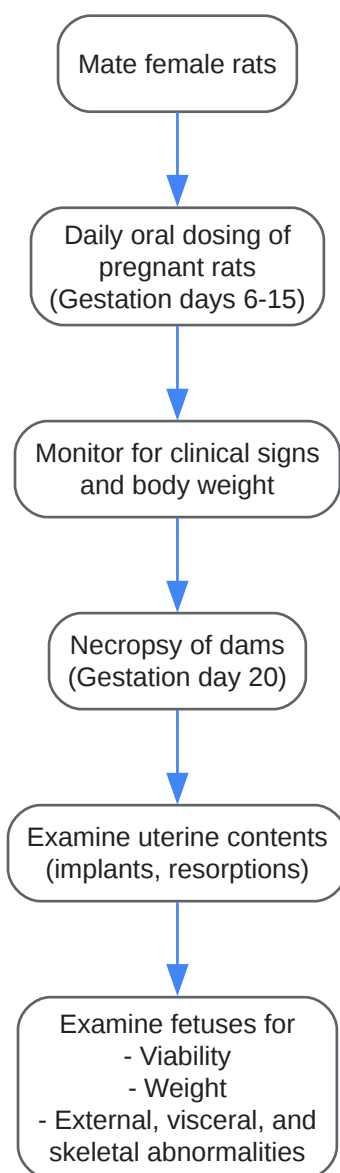 Mate female rats
Daily oral dosing of
pregnant rats
(Gestation days 6-15)
Monitor for clinical signs
and body weight
Necropsy of dams
(Gestation day 20)
Examine uterine contents
(implants, resorptions)
Examine fetuses for
- Viability
- Weight
- External, visceral, and
skeletal abnormalities